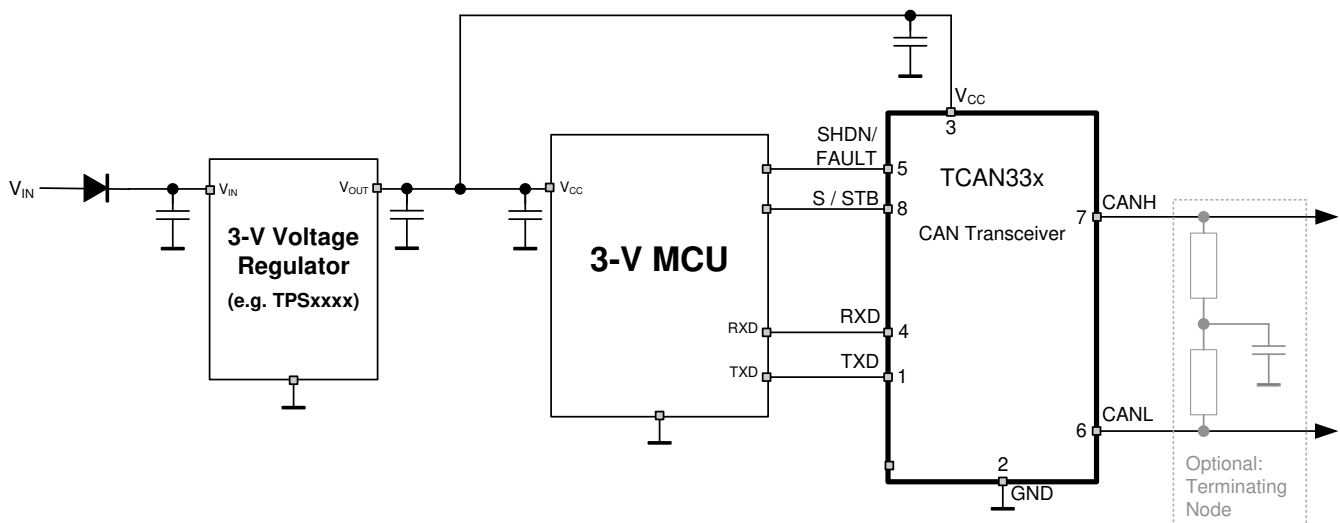 VCC
3
SHDN/
FAULT
5
TCAN33x
S / STB
8
CAN Transceiver
7
CANH
VIN
VIN
VOUT
3-V Voltage
Regulator
(e.g. TPSxxxx)
VCC
3-V MCU
RXD
RXD
4
TXD
TXD
1
6
CANL
2
GND
Optional:
Terminating
Node